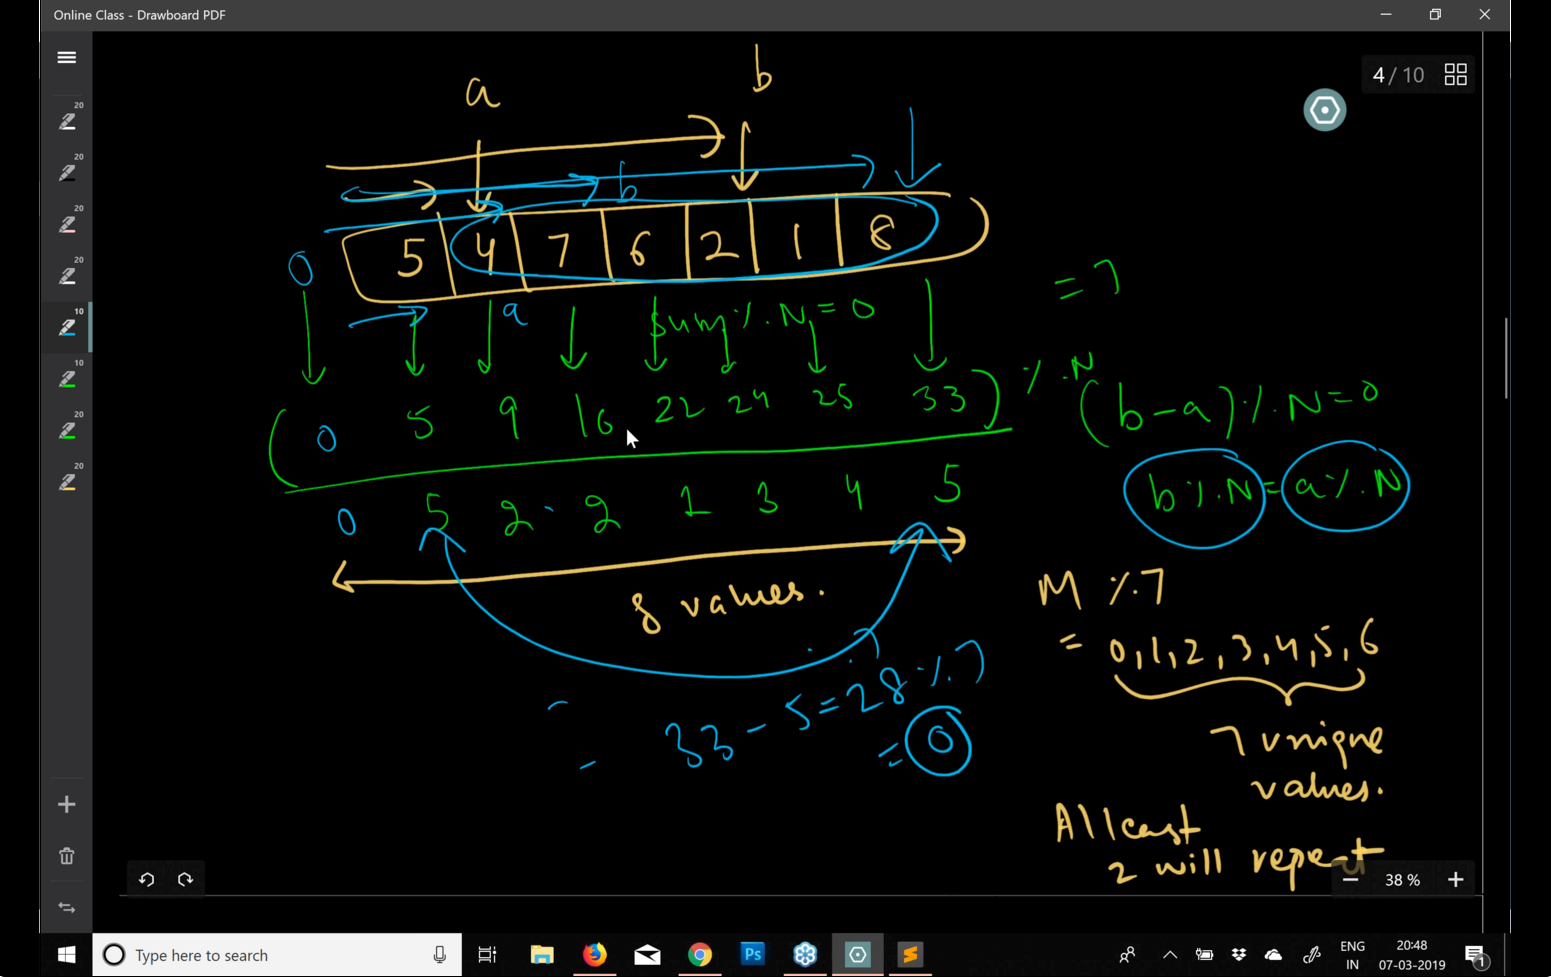 Online Class - Drawboard PDF
4 / 10
a
b
b
0
5 4 7 6 2 1 8
a
Sum %. N = 0
= 7
( 0 5 9 16 22 24 25 33 ) %. N
(b - a) %. N = 0
0 5 2 2 1 3 4 5
b %. N = a %. N
8 values.
M %. 7
= 0, 1, 2, 3, 4, 5, 6
33 - 5 = 28 %. 7
= 0
7 unique
values.
Atleast
2 will repeat
20
20
20
20
10
10
20
20
38 %
Type here to search
Ps
ENG
IN
20:48
07-03-2019
1